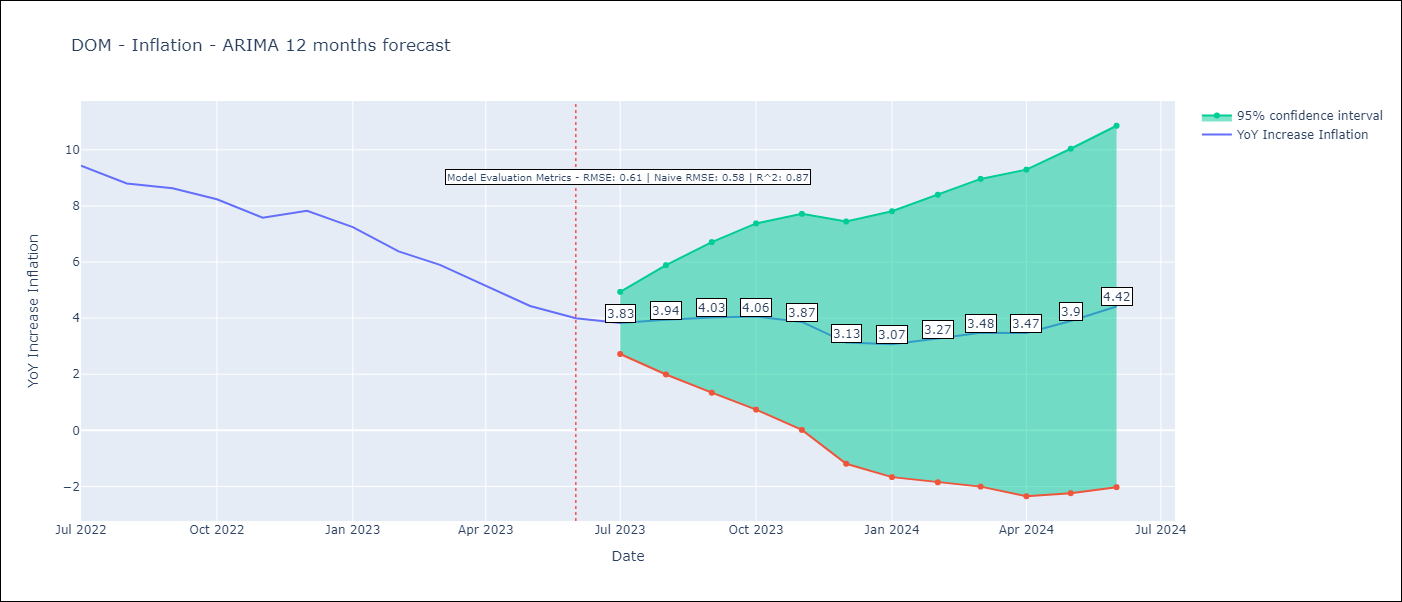 DOM - Inflation - ARIMA 12 months forecast
95% confidence interval
YoY Increase Inflation
Model Evaluation Metrics - RMSE: 0.61 | Naive RMSE: 0.58 | R^2: 0.87
YoY Increase Inflation
10
8
6
4
2
0
−2
3.83
3.94
4.03
4.06
3.87
3.13
3.07
3.27
3.48
3.47
3.9
4.42
Jul 2022
Oct 2022
Jan 2023
Apr 2023
Jul 2023
Oct 2023
Jan 2024
Apr 2024
Jul 2024
Date